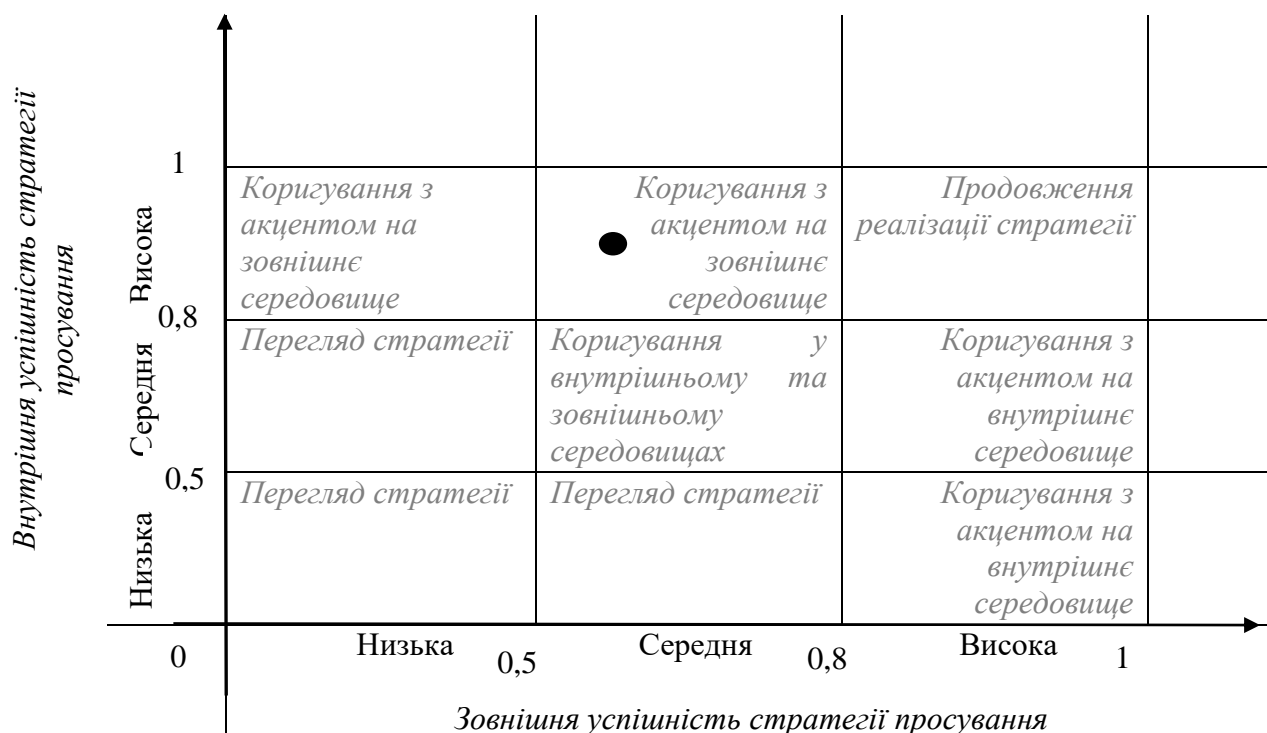 Внутрішня успішність стратегії
просування
1
Висока
0,8
Середня
0,5
Низька
Коригування з
акцентом на
зовнішнє
середовище
Коригування з
акцентом на
зовнішнє
середовище
Продовження
реалізації стратегії
Перегляд стратегії
Коригування у
внутрішньому та
зовнішньому
середовищах
Коригування з
акцентом на
внутрішнє
середовище
Перегляд стратегії
Перегляд стратегії
Коригування з
акцентом на
внутрішнє
середовище
0
Низька
0,5
Середня
0,8
Висока
1
Зовнішня успішність стратегії просування